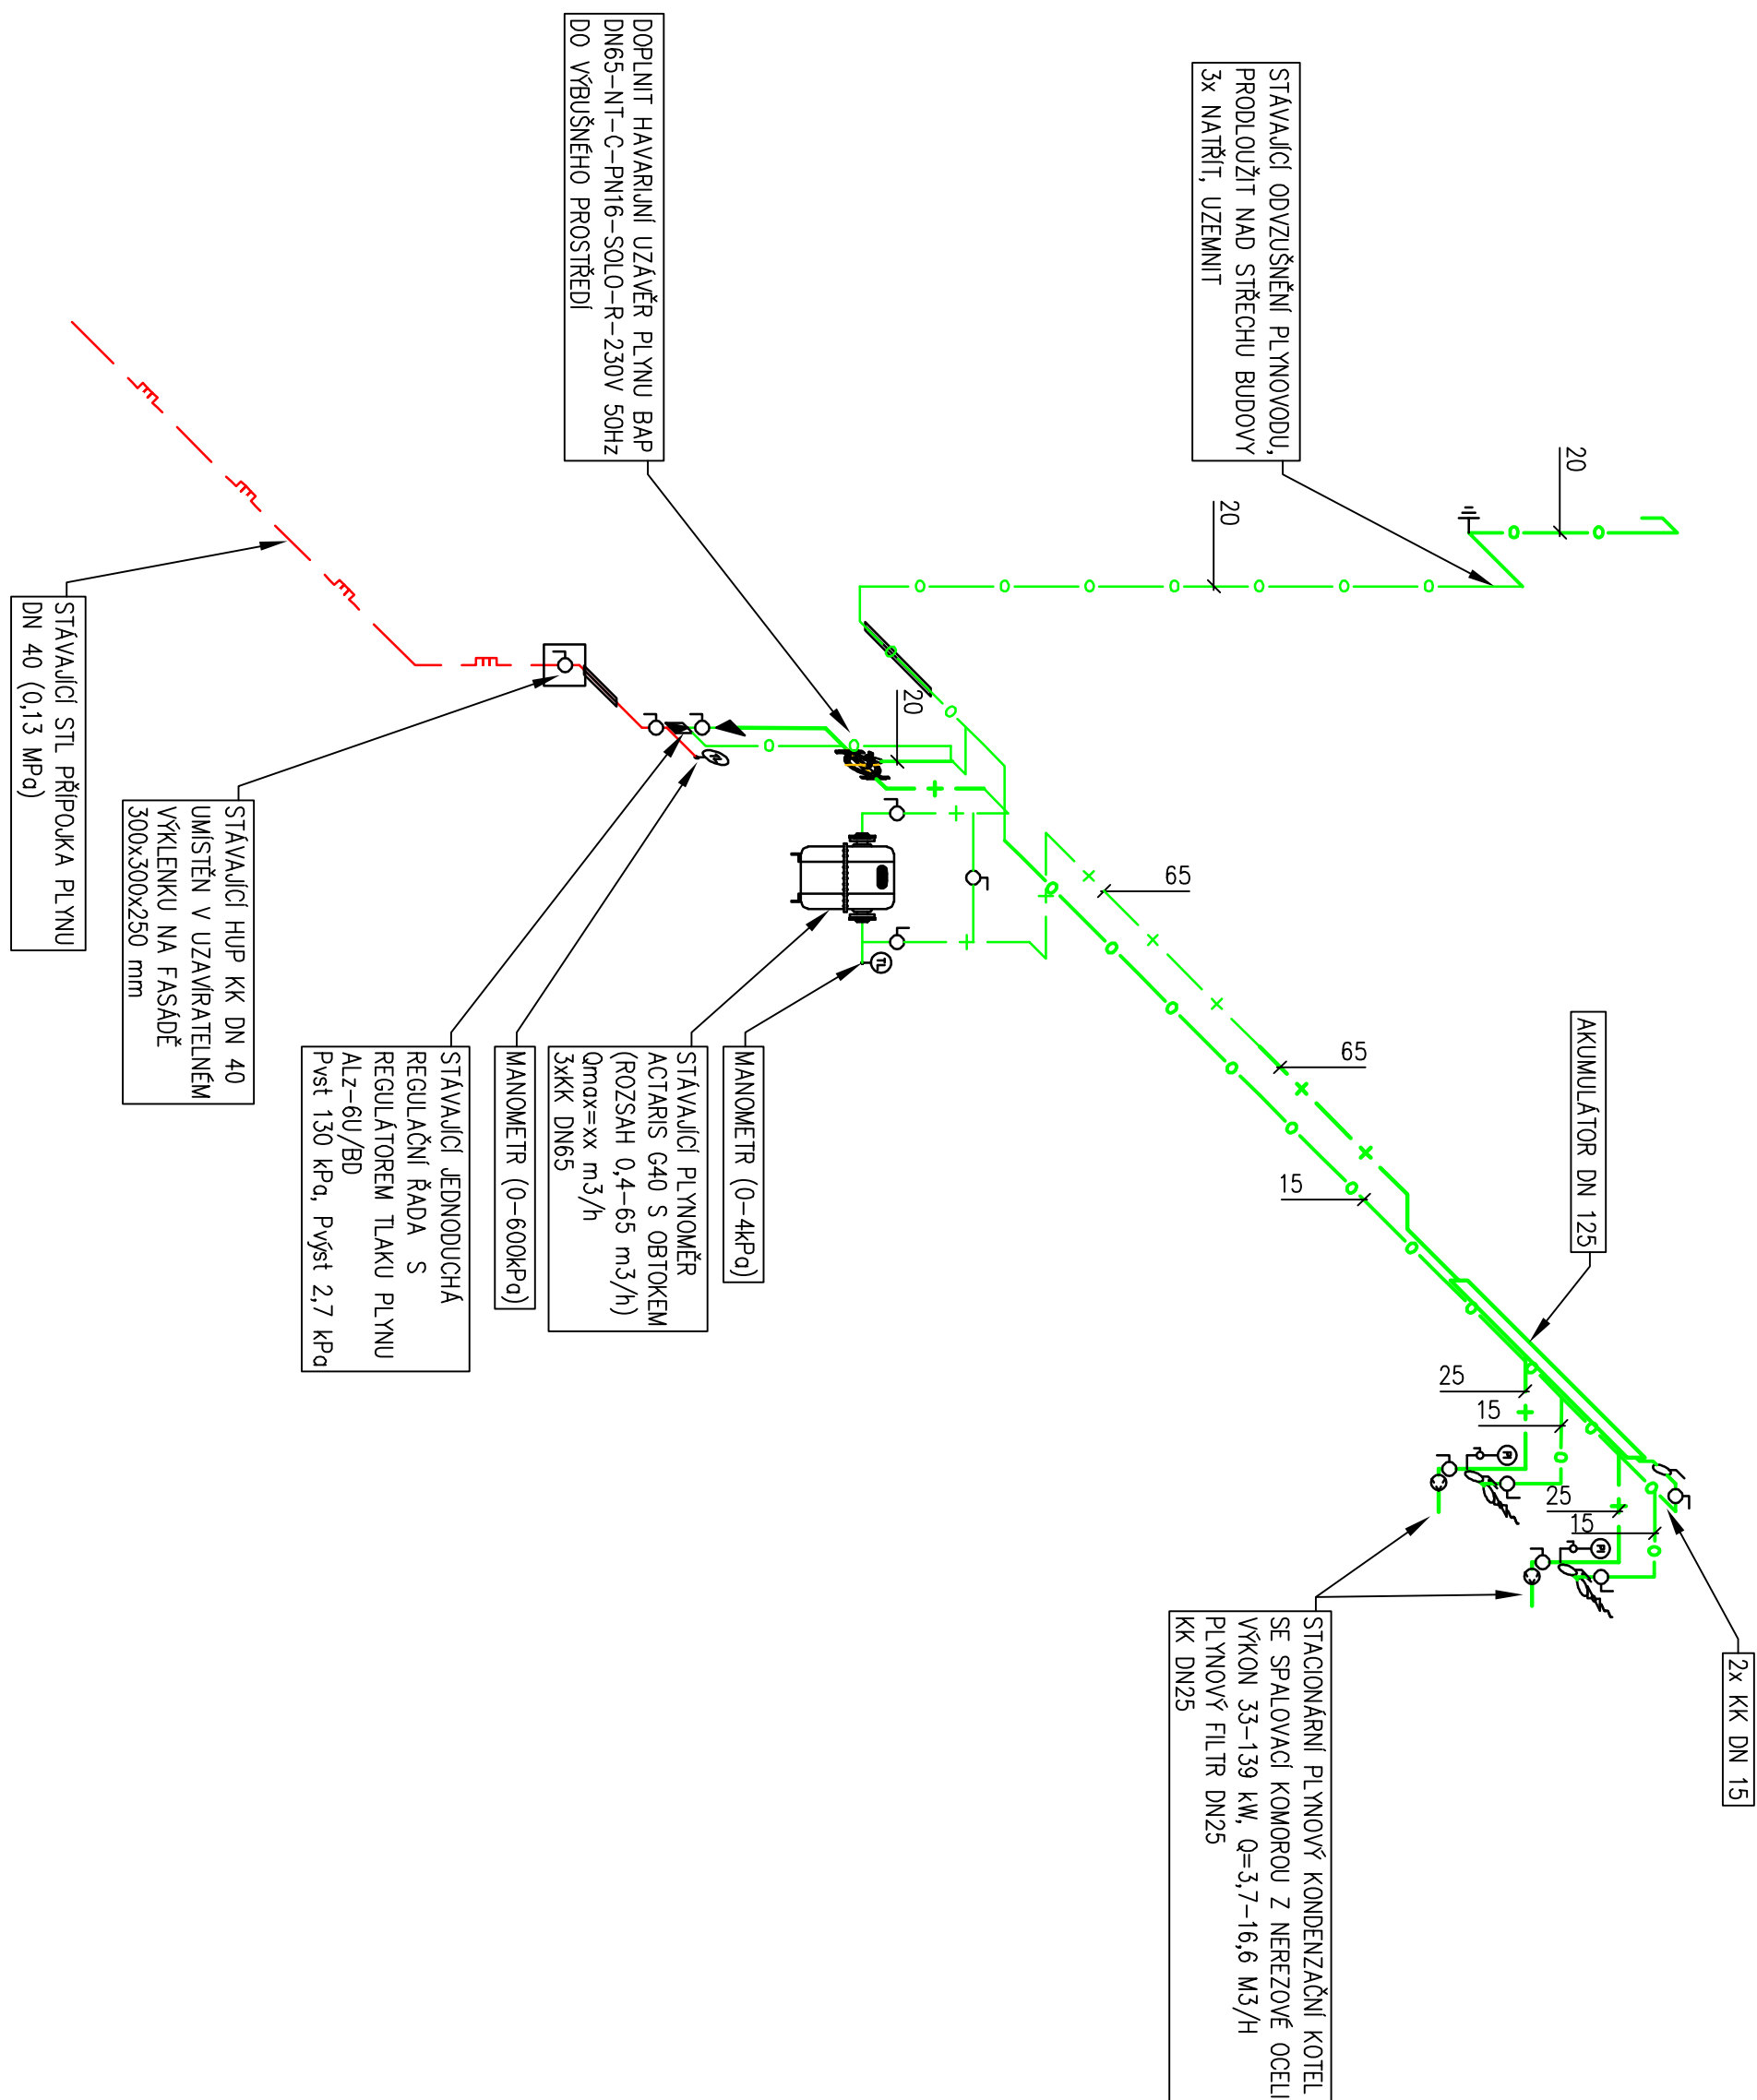 2x KK DN 15
AKUMULÁTOR DN 125
STACIONÁRNÍ PLYNOVÝ KONDENZAČNÍ KOTEL
SE SPALOVACÍ KOMOROU Z NEREZOVÉ OCELI
VÝKON 33-139 kW, Q=3,7-16,6 M3/H
PLYNOVÝ FILTR DN25
KK DN25
STÁVAJÍCÍ ODVZUŠNĚNÍ PLYNOVODU,
PRODLOUŽIT NAD STŘECHU BUDOVY
3x NATŘÍT, UZEMNIT
20
20
20
65
65
15
25
15
25
15
PI
PI
TL
DOPLNIT HAVARIJNÍ UZÁVĚR PLYNU BAP
DN65-NT-C-PN16-SOLO-R-230V 50Hz
DO VÝBUŠNÉHO PROSTŘEDÍ
MANOMETR (0-4kPa)
STÁVAJÍCÍ PLYNOMĚR
ACTARIS G40 S OBTOKEM
(ROZSAH 0,4-65 m3/h)
Qmax=xx m3/h
3xKK DN65
MANOMETR (0-600kPa)
STÁVAJÍCÍ JEDNODUCHÁ
REGULAČNÍ ŘADA S
REGULÁTOREM TLAKU PLYNU
ALz-6U/BD
Pvst 130 kPa, Pvýst 2,7 kPa
STÁVAJÍCÍ HUP KK DN 40
UMÍSTĚN V UZAVÍRATELNÉM
VÝKLENKU NA FASÁDĚ
300x300x250 mm
STÁVAJÍCÍ STL PŘÍPOJKA PLYNU
DN 40 (0,13 MPa)